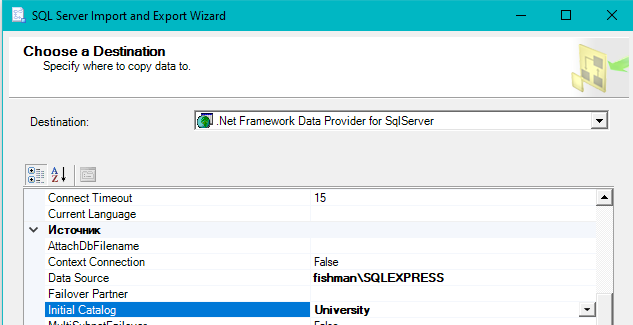 SQL Server Import and Export Wizard
Choose a Destination
Specify where to copy data to.
Destination: .Net Framework Data Provider for SqlServer
Connect Timeout 15
Current Language
Источник
AttachDbFilename
Context Connection False
Data Source fishman\SQLEXPRESS
Failover Partner
Initial Catalog University
MultiSubnetFailover False